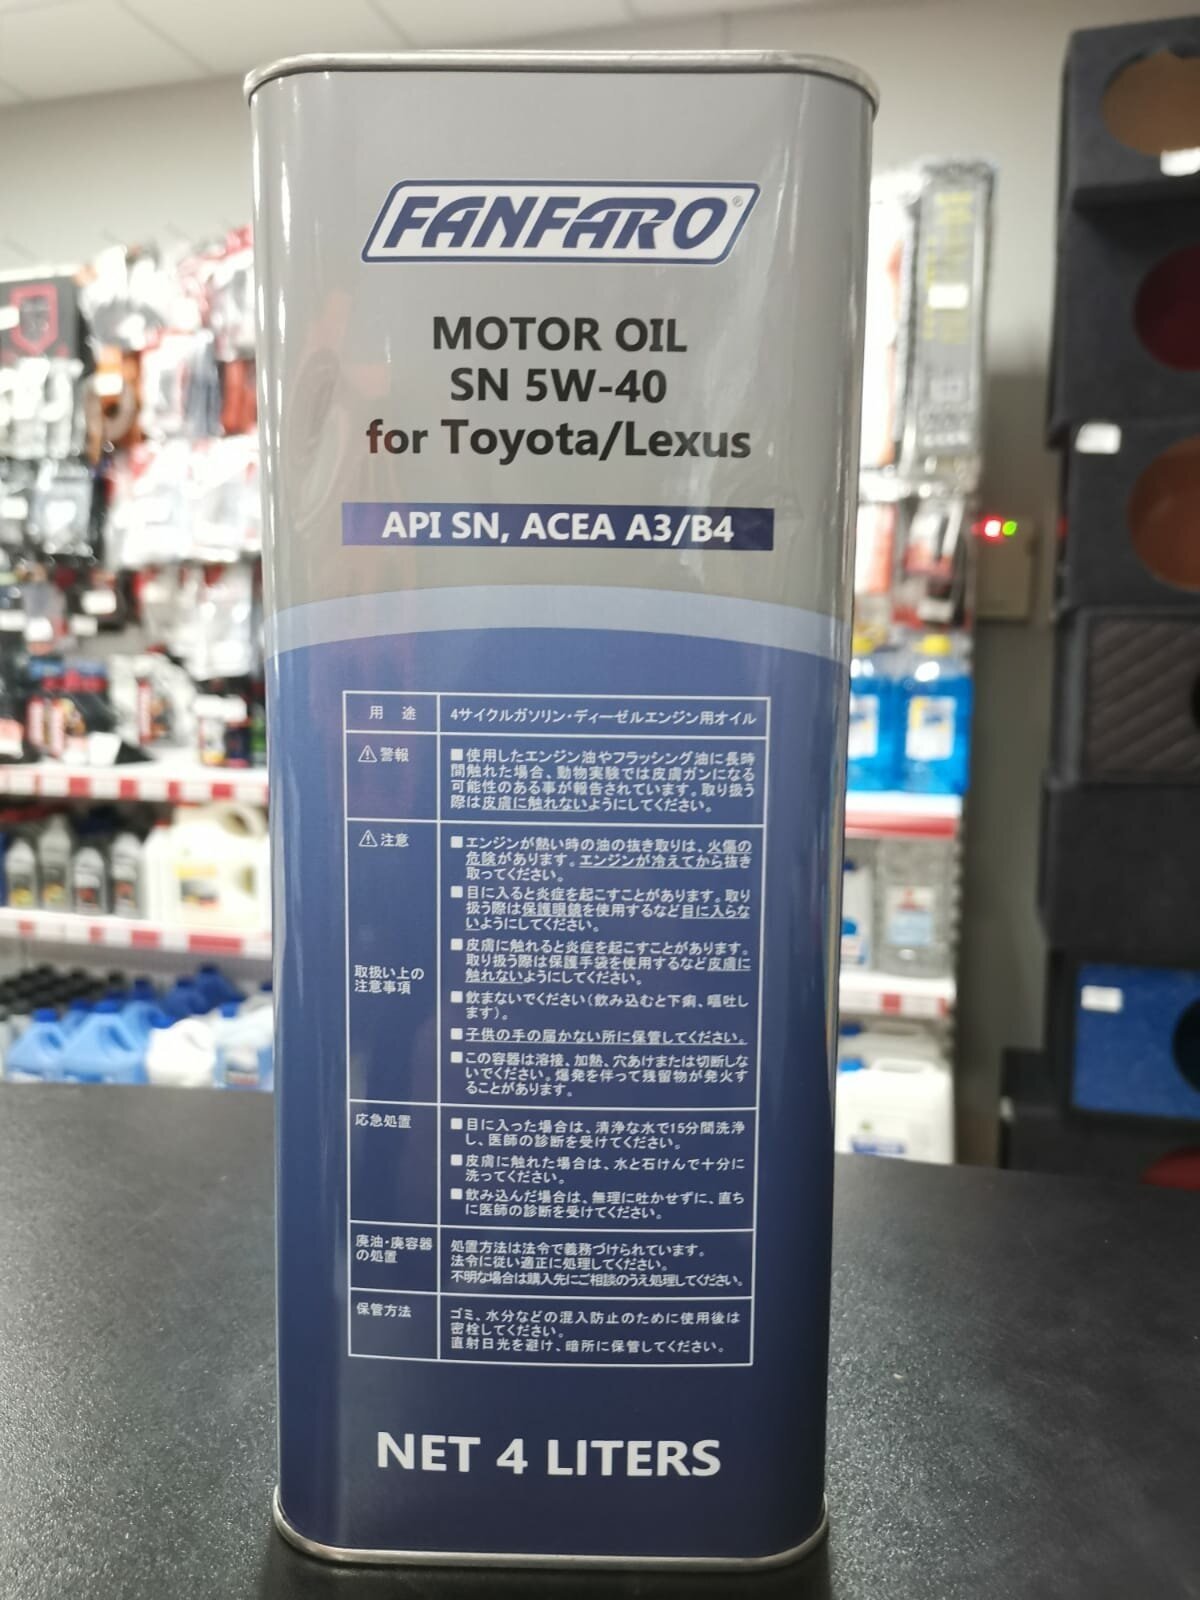 FANFARO®
MOTOR OIL
SN 5W-40
for Toyota/Lexus
API SN, ACEA A3/B4
用 途
4サイクルガソリン・ディーゼルエンジン用オイル
⚠警報
■使用したエンジン油やフラッシング油に長時
間触れた場合、動物実験では皮膚ガンになる
可能性のある事が報告されています。取り扱う
際は皮膚に触れないようにしてください。
⚠注意
取扱い上の
注意事項
■エンジンが熱い時の油の抜き取りは、火傷の
危険があります。エンジンが冷えてから抜き
取ってください。
■目に入ると炎症を起こすことがあります。取り
扱う際は保護眼鏡を使用するなど目に入らな
いようにしてください。
■皮膚に触れると炎症を起こすことがあります。
取り扱う際は保護手袋を使用するなど皮膚に
触れないようにしてください。
■飲まないでください(飲み込むと下痢、嘔吐し
ます)。
■子供の手の届かない所に保管してください。
■この容器は溶接、加熱、穴あけまたは切断しな
いでください。爆発を伴って残留物が発火す
ることがあります。
応急処置
■目に入った場合は、清浄な水で15分間洗浄
し、医師の診断を受けてください。
■皮膚に触れた場合は、水と石けんで十分に
洗ってください。
■飲み込んだ場合は、無理に吐かせずに、直ち
に医師の診断を受けてください。
廃油・廃容器
の処置
処置方法は法令で義務づけられています。
法令に従い適正に処理してください。
不明な場合は購入先にご相談のうえ処理してください。
保管方法
ゴミ、水分などの混入防止のために使用後は
密栓してください。
直射日光を避け、暗所に保管してください。
NET 4 LITERS